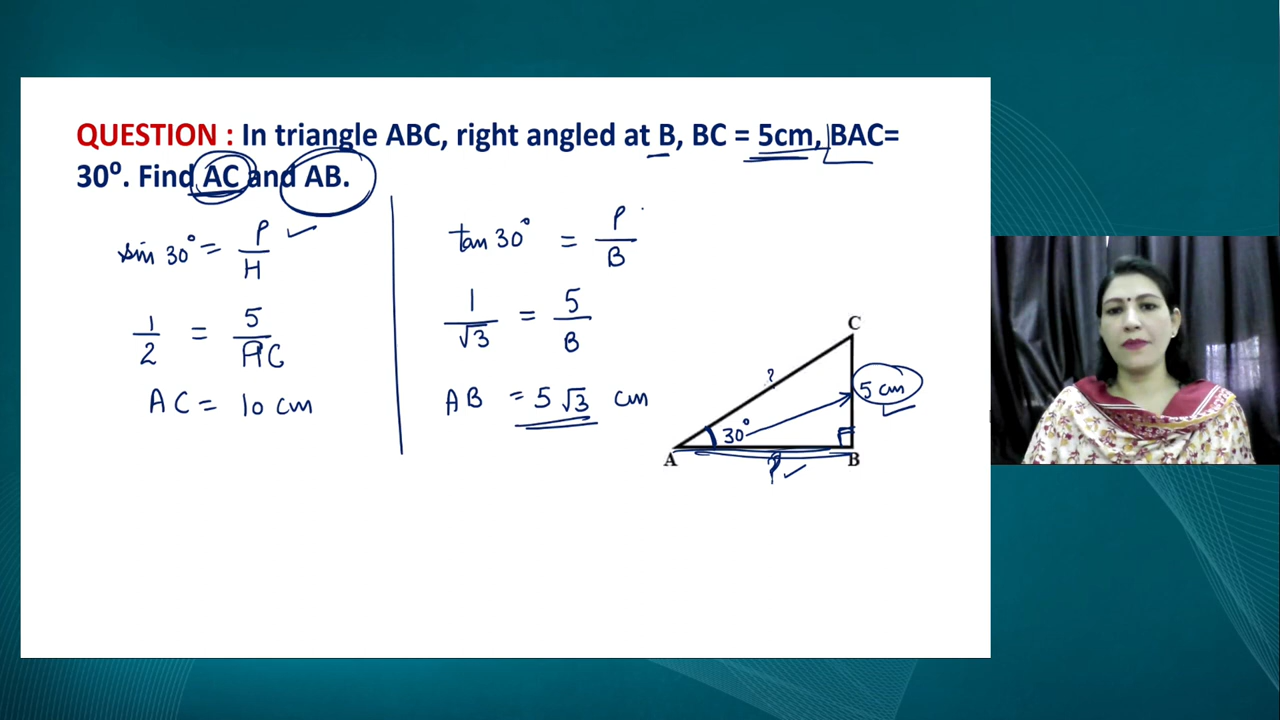 QUESTION : In triangle ABC, right angled at B, BC = 5cm, BAC=
30⁰. Find AC and AB.
sin 30° = P/H
1/2 = 5/AC
AC = 10 cm
tan 30° = P/B
1/√3 = 5/B
AB = 5√3 cm
C
?
5 cm
30°
A
B
?